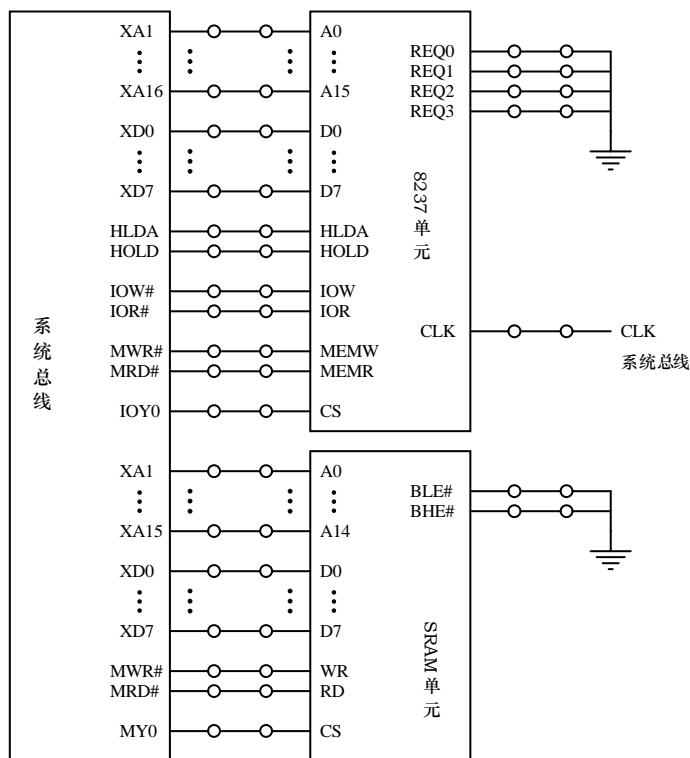 系统总线
XA1
XA16
XD0
XD7
HLDA
HOLD
IOW#
IOR#
MWR#
MRD#
IOY0
XA1
XA15
XD0
XD7
MWR#
MRD#
MY0
A0
A15
D0
D7
HLDA
HOLD
IOW
IOR
MEMW
MEMR
CS
8237单元
REQ0
REQ1
REQ2
REQ3
CLK
CLK
系统总线
A0
A14
D0
D7
WR
RD
CS
SRAM单元
BLE#
BHE#